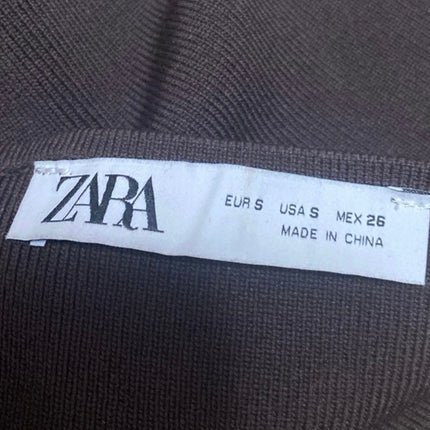 ZARA
EUR S USA S MEX 26
MADE IN CHINA